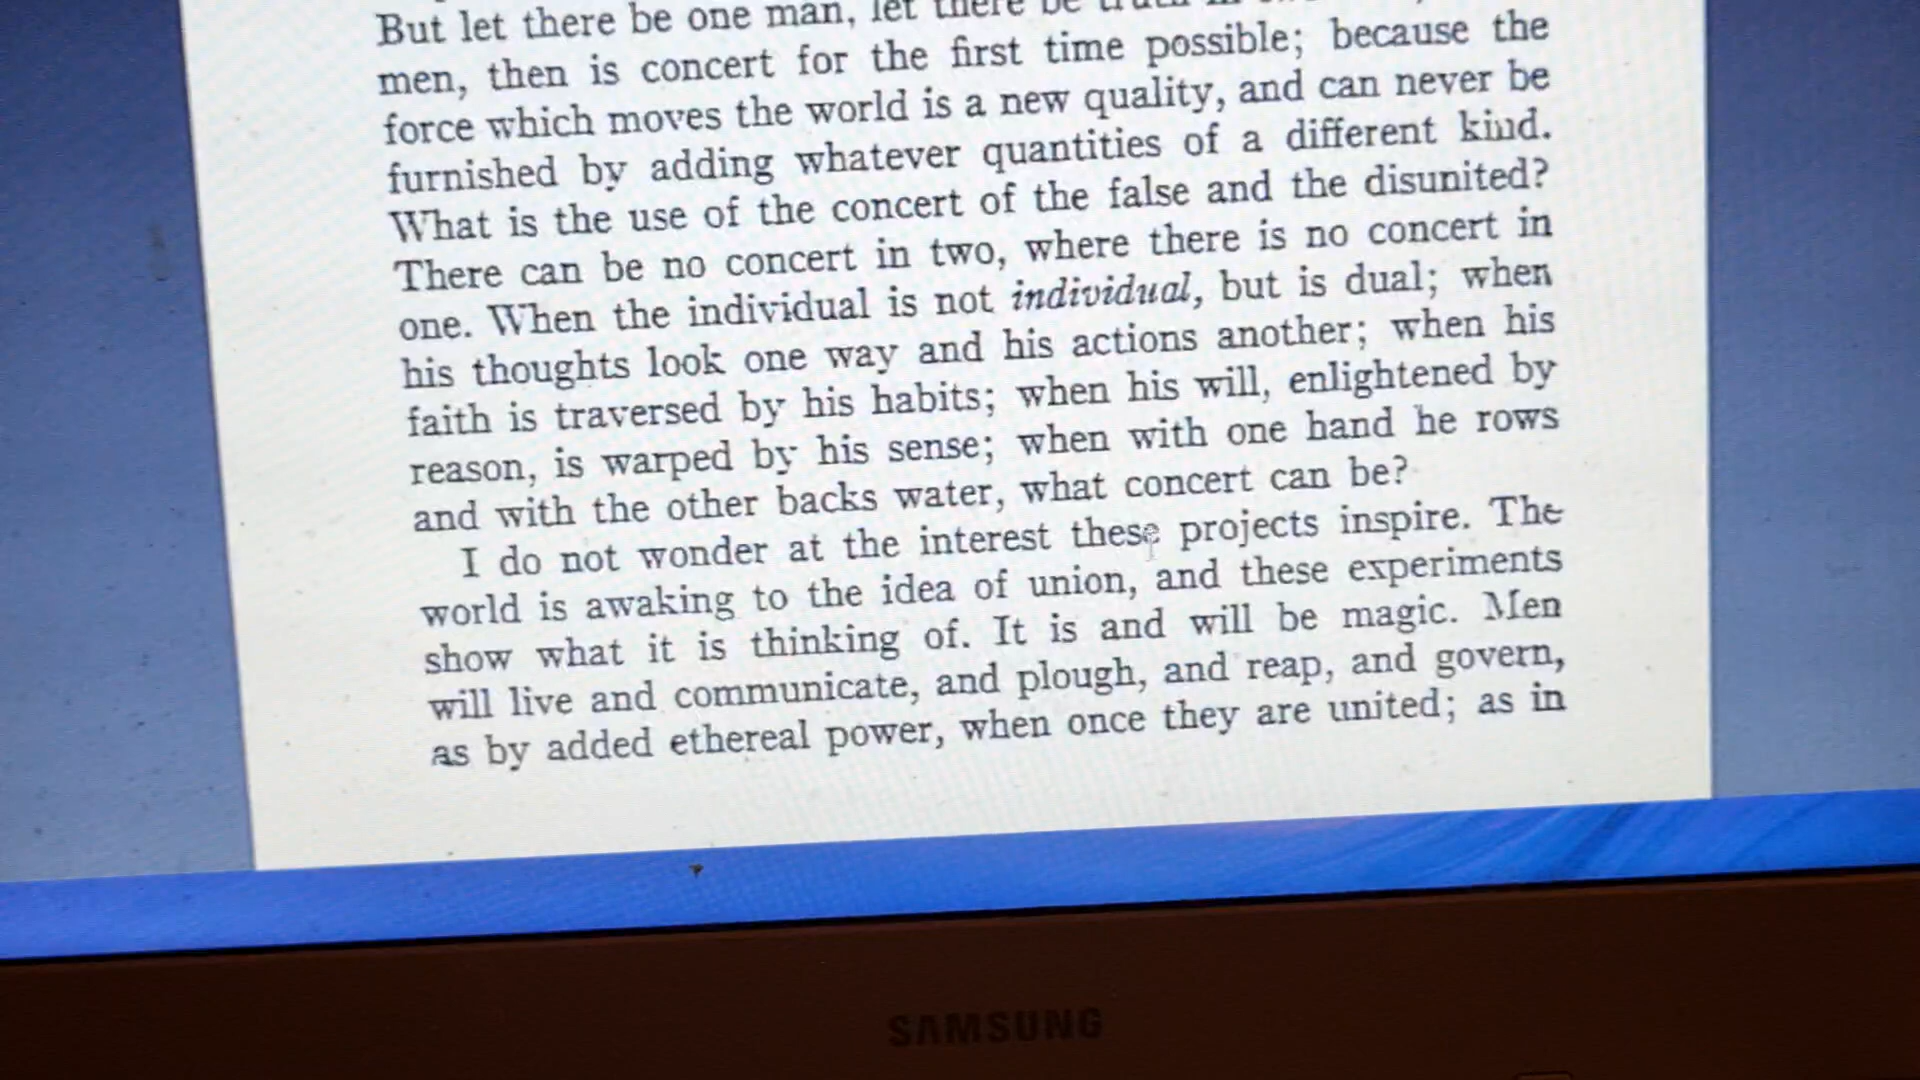 But let there be one man, let there be truth in
men, then is concert for the first time possible; because the
force which moves the world is a new quality, and can never be
furnished by adding whatever quantities of a different kind.
What is the use of the concert of the false and the disunited?
There can be no concert in two, where there is no concert in
one. When the individual is not individual, but is dual; when
his thoughts look one way and his actions another; when his
faith is traversed by his habits; when his will, enlightened by
reason, is warped by his sense; when with one hand he rows
and with the other backs water, what concert can be?
I do not wonder at the interest these projects inspire. The
world is awaking to the idea of union, and these experiments
show what it is thinking of. It is and will be magic. Men
will live and communicate, and plough, and reap, and govern,
as by added ethereal power, when once they are united; as in
SAMSUNG